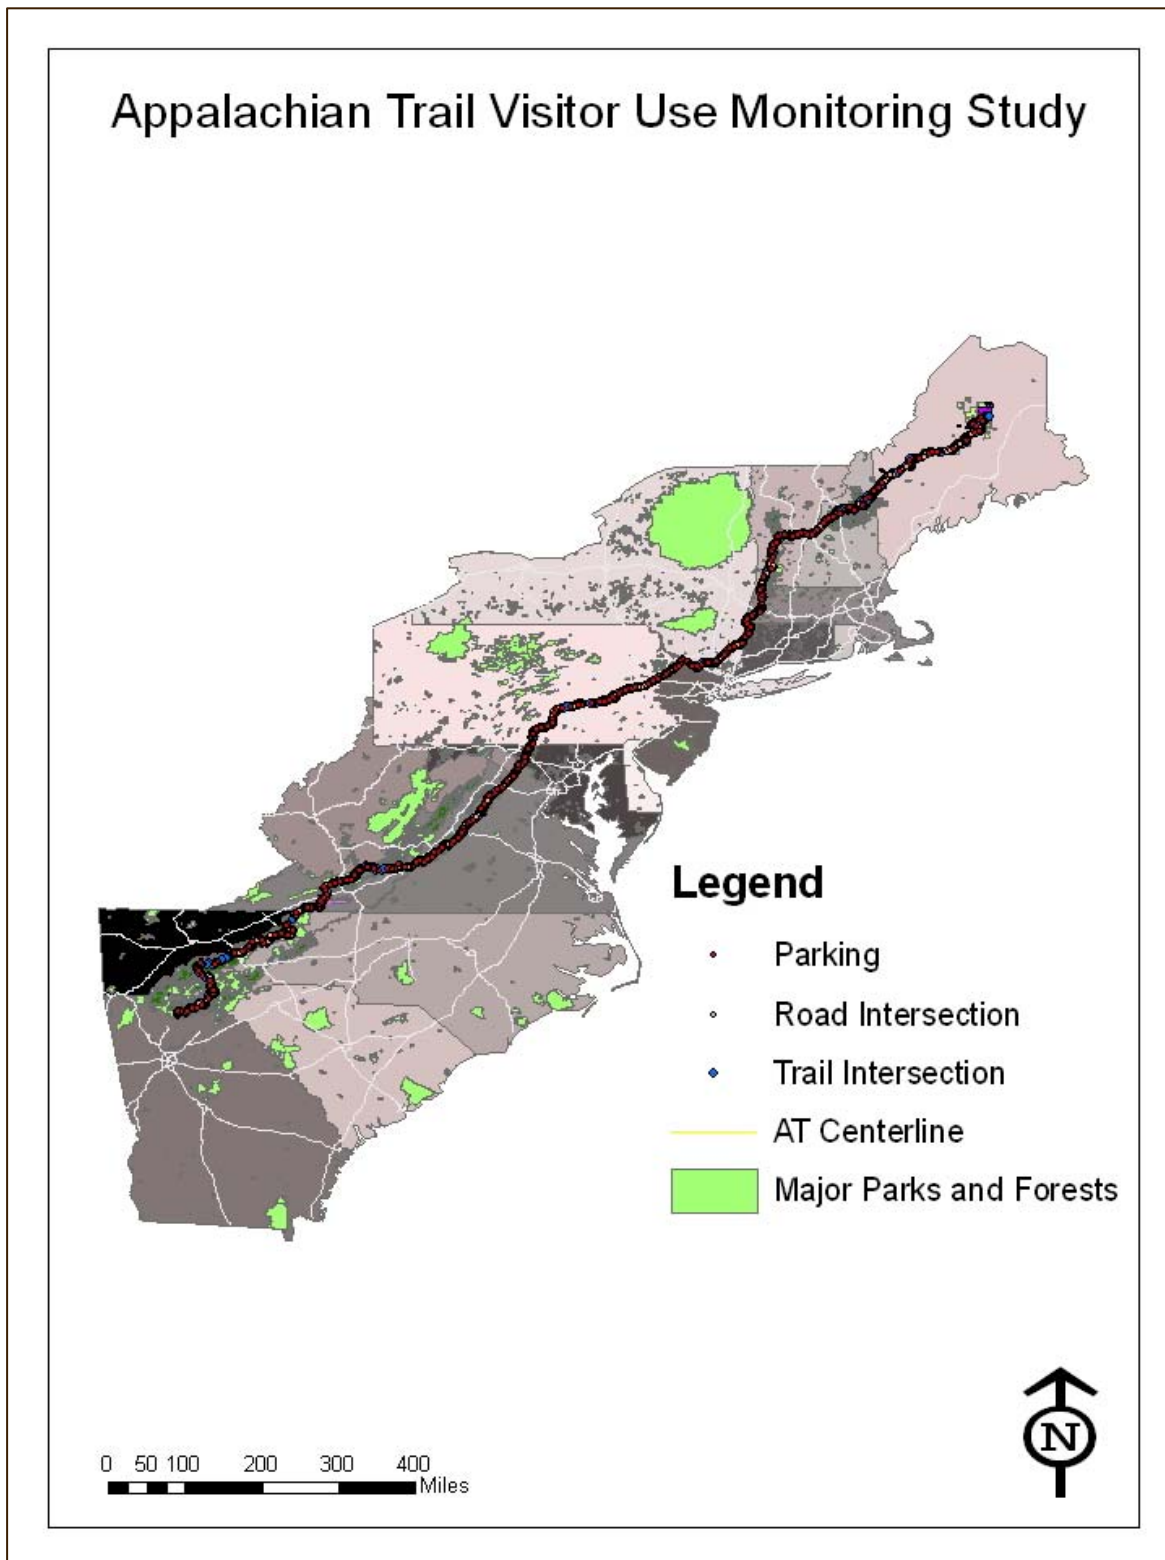 Appalachian Trail Visitor Use Monitoring Study
Legend
Parking
Road Intersection
Trail Intersection
AT Centerline
Major Parks and Forests
N
0 50 100 200 300 400
Miles